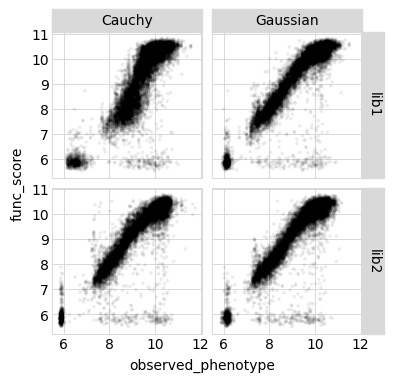 Cauchy Gaussian
11
10
9
8
7
6
lib1
11
10
9
8
7
6
lib2
func_score
6 8 10 12 6 8 10 12
observed_phenotype